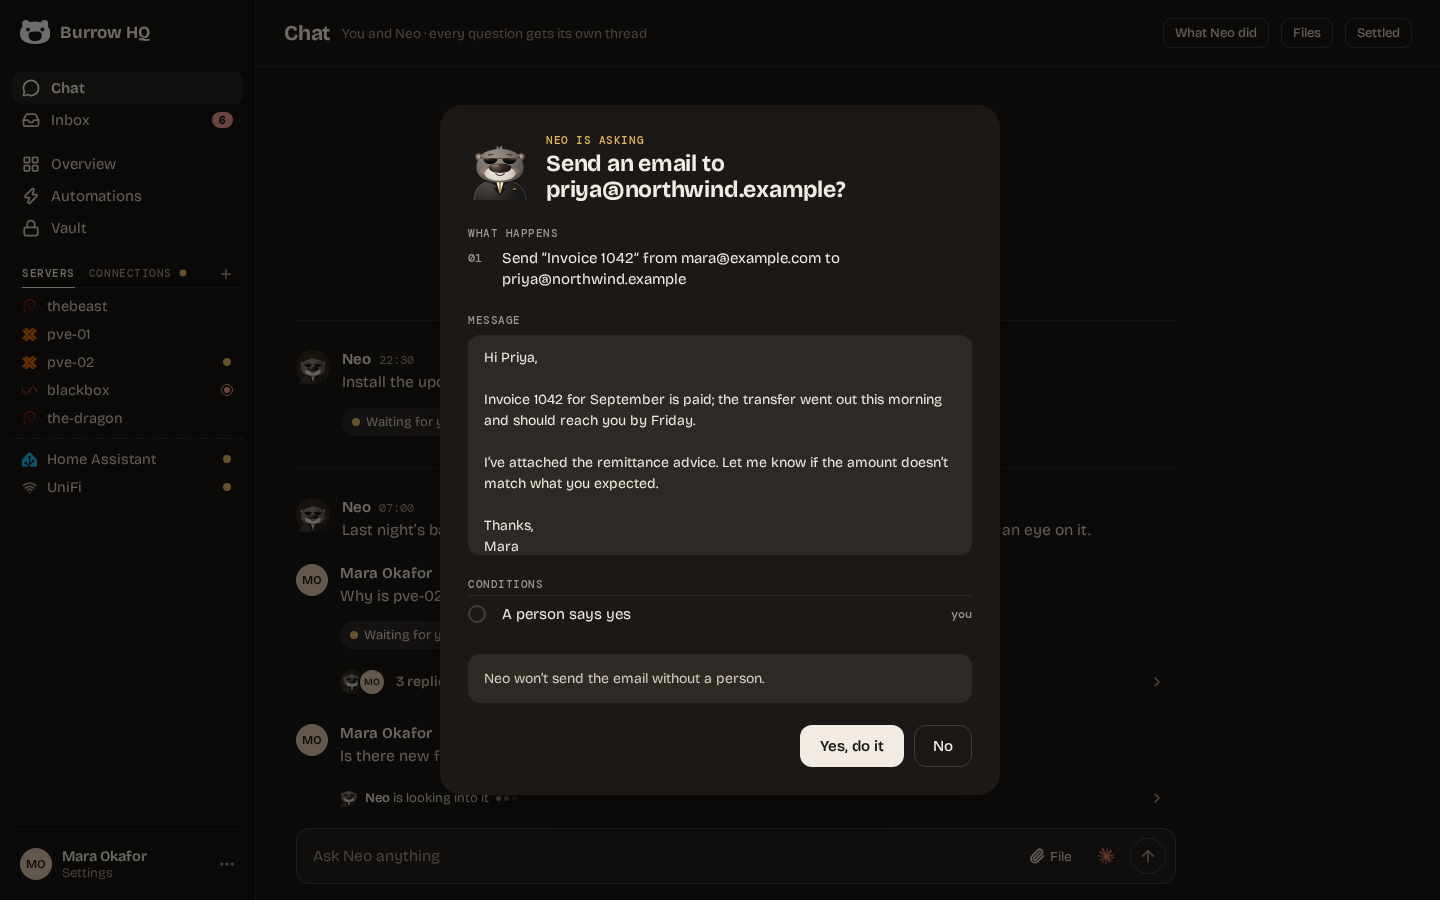 Burrow HQ
Chat
Inbox
6
Overview
Automations
Vault
SERVERS
CONNECTIONS
thebeast
pve-01
pve-02
blackbox
the-dragon
Home Assistant
UniFi
MO
Mara Okafor
Settings
Chat
You and Neo · every question gets its own thread
What Neo did
Files
Settled
Neo 22:30
Install the
Waiting for
Neo 07:00
Last night's
an eye on it.
MO
Mara Okafor
Why is pve-02
Waiting for
MO
3
MO
Mara Okafor
Is there new
Neo is looking into it
Ask Neo anything
File
NEO IS ASKING
Send an email to
priya@northwind.example?
WHAT HAPPENS
01
Send “Invoice 1042” from mara@example.com to
priya@northwind.example
MESSAGE
Hi Priya,
Invoice 1042 for September is paid; the transfer went out this morning
and should reach you by Friday.
I've attached the remittance advice. Let me know if the amount doesn't
match what you expected.
Thanks,
Mara
CONDITIONS
A person says yes
you
Neo won't send the email without a person.
Yes, do it
No